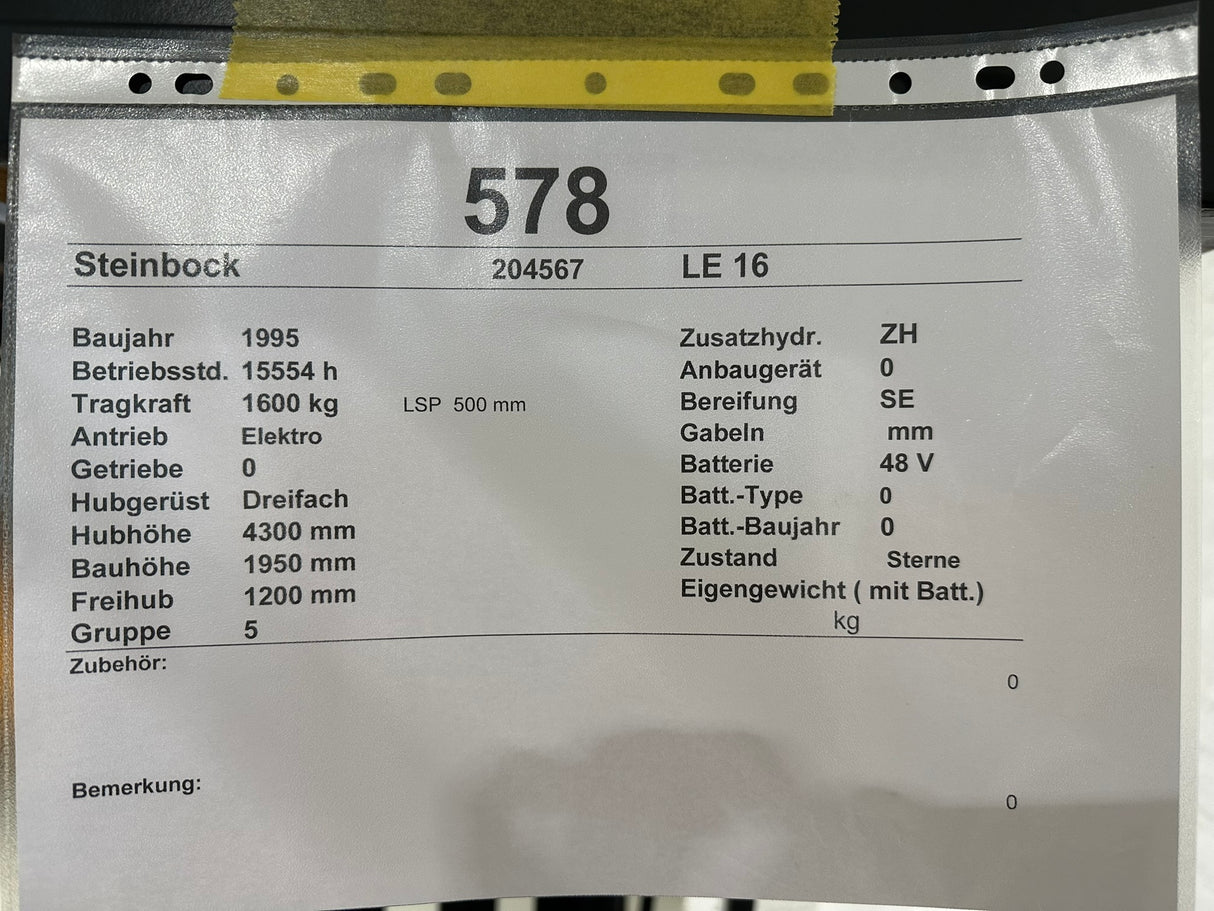 578
Steinbock 204567 LE 16
Baujahr 1995
Betriebsstd. 15554 h
Tragkraft 1600 kg LSP 500 mm
Antrieb Elektro
Getriebe 0
Hubgerüst Dreifach
Hubhöhe 4300 mm
Bauhöhe 1950 mm
Freihub 1200 mm
Gruppe 5
Zusatzhydr. ZH
Anbaugerät 0
Bereifung SE
Gabeln mm
Batterie 48 V
Batt.-Type 0
Batt.-Baujahr 0
Zustand Sterne
Eigengewicht ( mit Batt.)
kg
Zubehör:
0
Bemerkung:
0